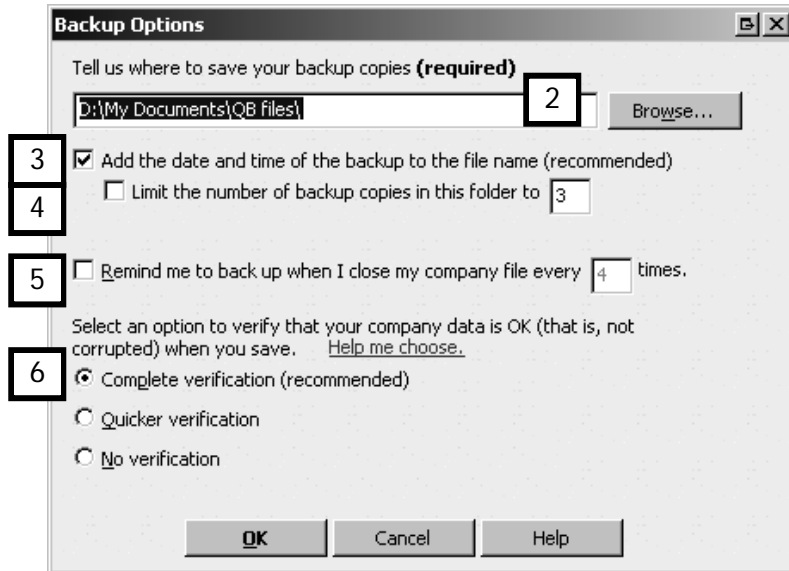 Backup Options
Tell us where to save your backup copies (required)
D:\My Documents\QB files\
2
Browse...
3
Add the date and time of the backup to the file name (recommended)
4
Limit the number of backup copies in this folder to 3
5
Remind me to back up when I close my company file every 4 times.
Select an option to verify that your company data is OK (that is, not
corrupted) when you save. Help me choose.
6
Complete verification (recommended)
Quicker verification
No verification
OK Cancel Help